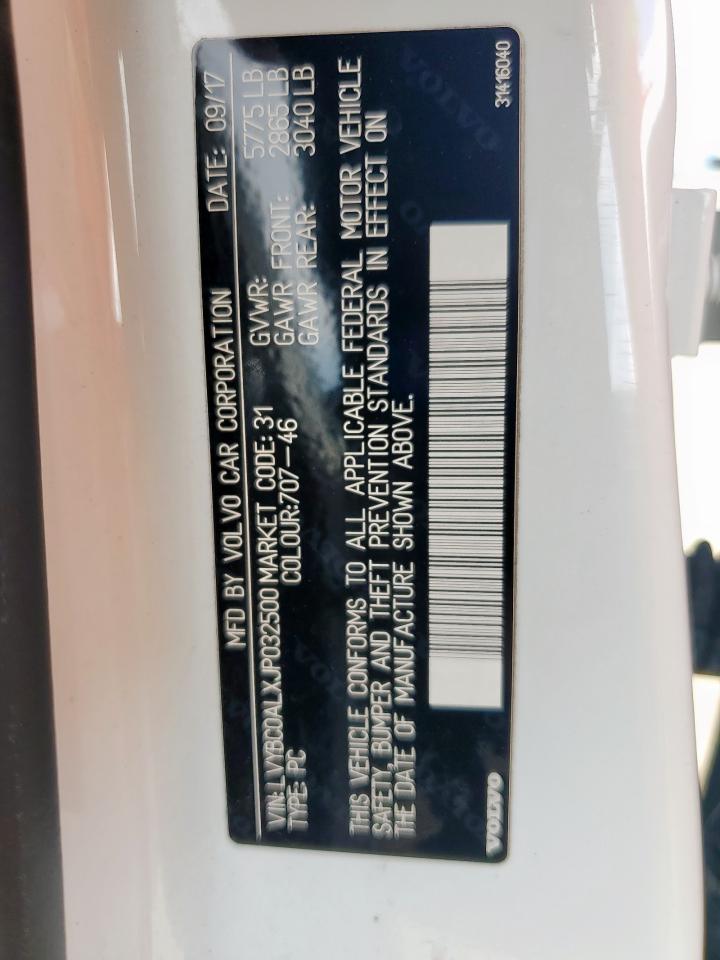 MFD BY VOLVO CAR CORPORATION DATE: 09/17
VIN: LVYBC0ALXJP032500 MARKET CODE: 31 GVWR: 5775 LB
TYPE: PC COLOUR:707-46 GAWR FRONT: 2865 LB
GAWR REAR: 3040 LB
THIS VEHICLE CONFORMS TO ALL APPLICABLE FEDERAL MOTOR VEHICLE
SAFETY, BUMPER AND THEFT PREVENTION STANDARDS IN EFFECT ON
THE DATE OF MANUFACTURE SHOWN ABOVE.
VOLVO 31416040